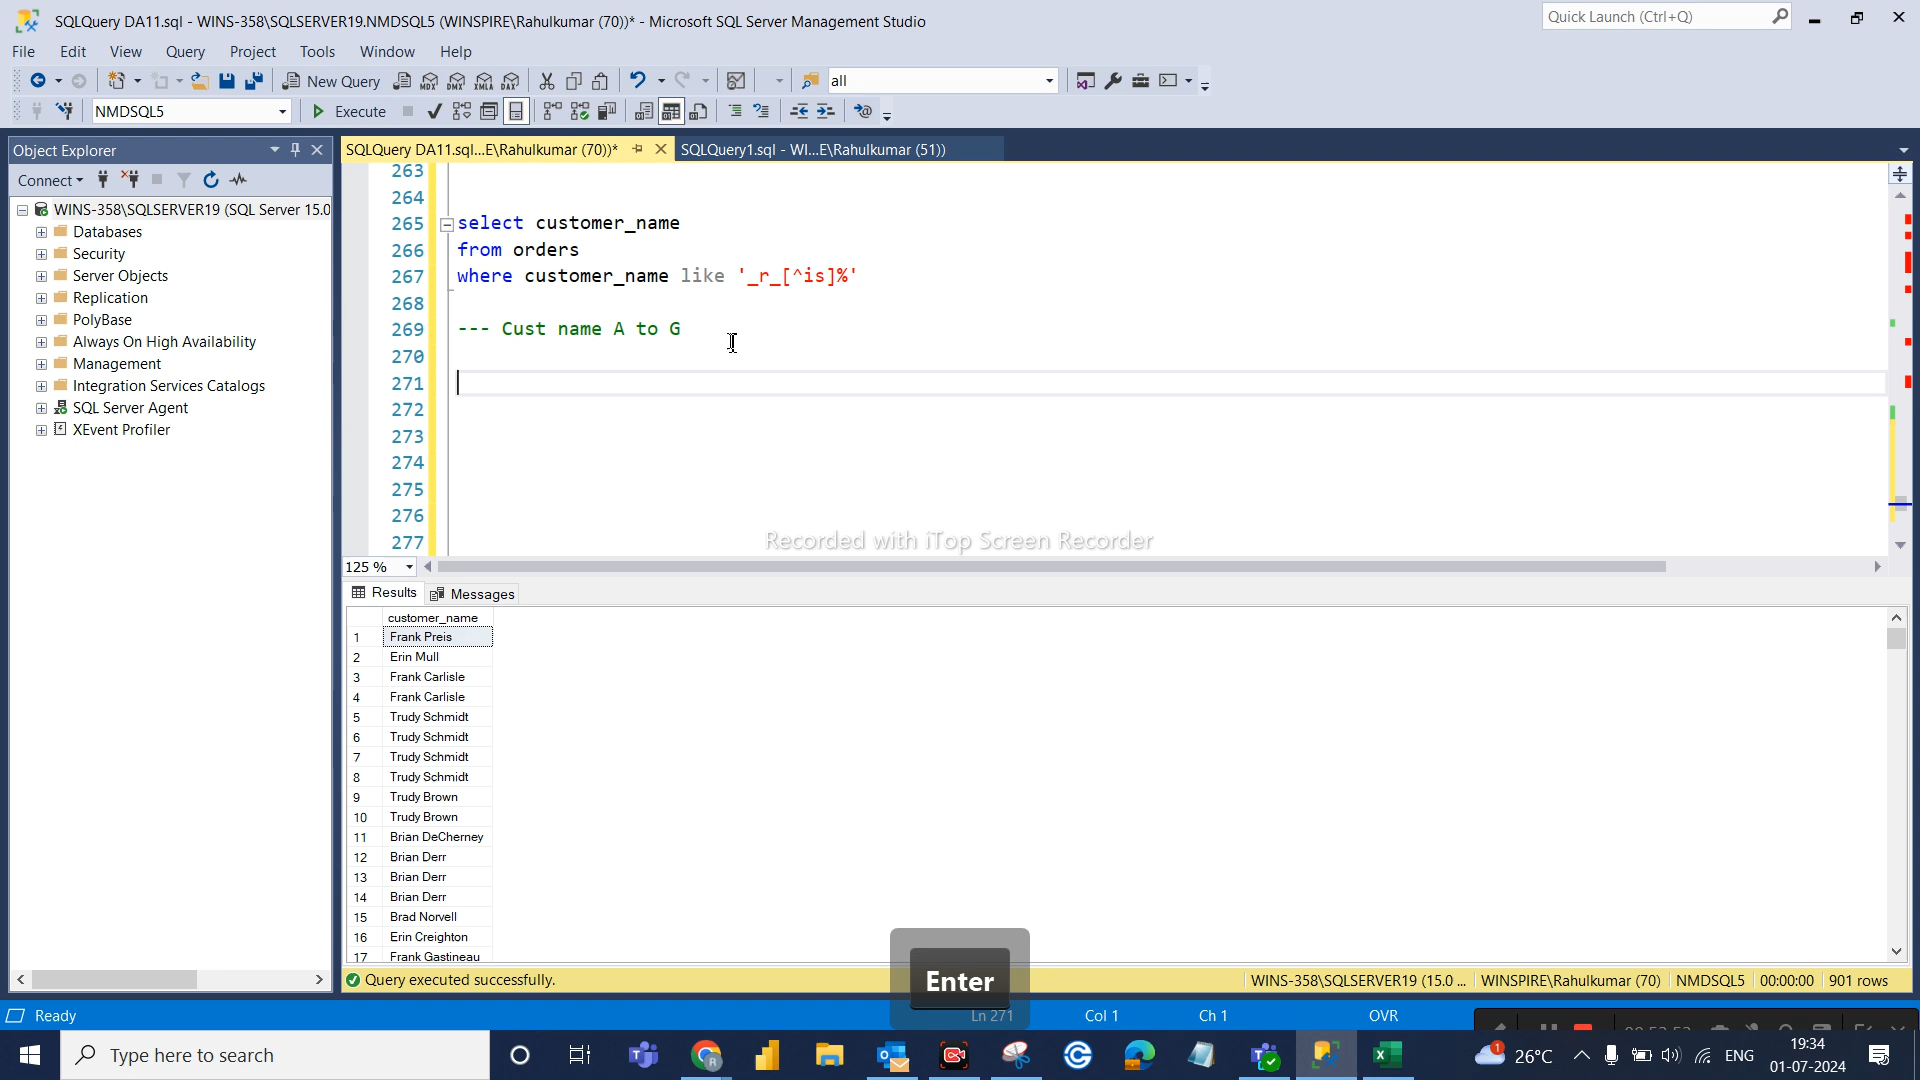 SQLQuery DA11.sql - WINS-358\SQLSERVER19.NMDSQL5 (WINSPIRE\Rahulkumar (70))* - Microsoft SQL Server Management Studio
Quick Launch (Ctrl+Q)
File Edit View Query Project Tools Window Help
New Query
MDX DMX XMLA DAX
all
NMDSQL5
Execute
Object Explorer
SQLQuery DA11.sql...E\Rahulkumar (70))*
SQLQuery1.sql - WI...E\Rahulkumar (51))
Connect
WINS-358\SQLSERVER19 (SQL Server 15.0
Databases
Security
Server Objects
Replication
PolyBase
Always On High Availability
Management
Integration Services Catalogs
SQL Server Agent
XEvent Profiler
263
264
265 select customer_name
266 from orders
267 where customer_name like '_r_[^is]%'
268
269 --- Cust name A to G
270
271
272
273
274
275
276
277
Recorded with iTop Screen Recorder
125 %
Results Messages
customer_name
1 Frank Preis
2 Erin Mull
3 Frank Carlisle
4 Frank Carlisle
5 Trudy Schmidt
6 Trudy Schmidt
7 Trudy Schmidt
8 Trudy Schmidt
9 Trudy Brown
10 Trudy Brown
11 Brian DeCherney
12 Brian Derr
13 Brian Derr
14 Brian Derr
15 Brad Norvell
16 Erin Creighton
17 Frank Gastineau
Enter
Query executed successfully.
WINS-358\SQLSERVER19 (15.0 ... WINSPIRE\Rahulkumar (70) NMDSQL5 00:00:00 901 rows
Ready
Ln 271 Col 1 Ch 1 OVR
Type here to search
1
26°C
ENG
19:34
01-07-2024